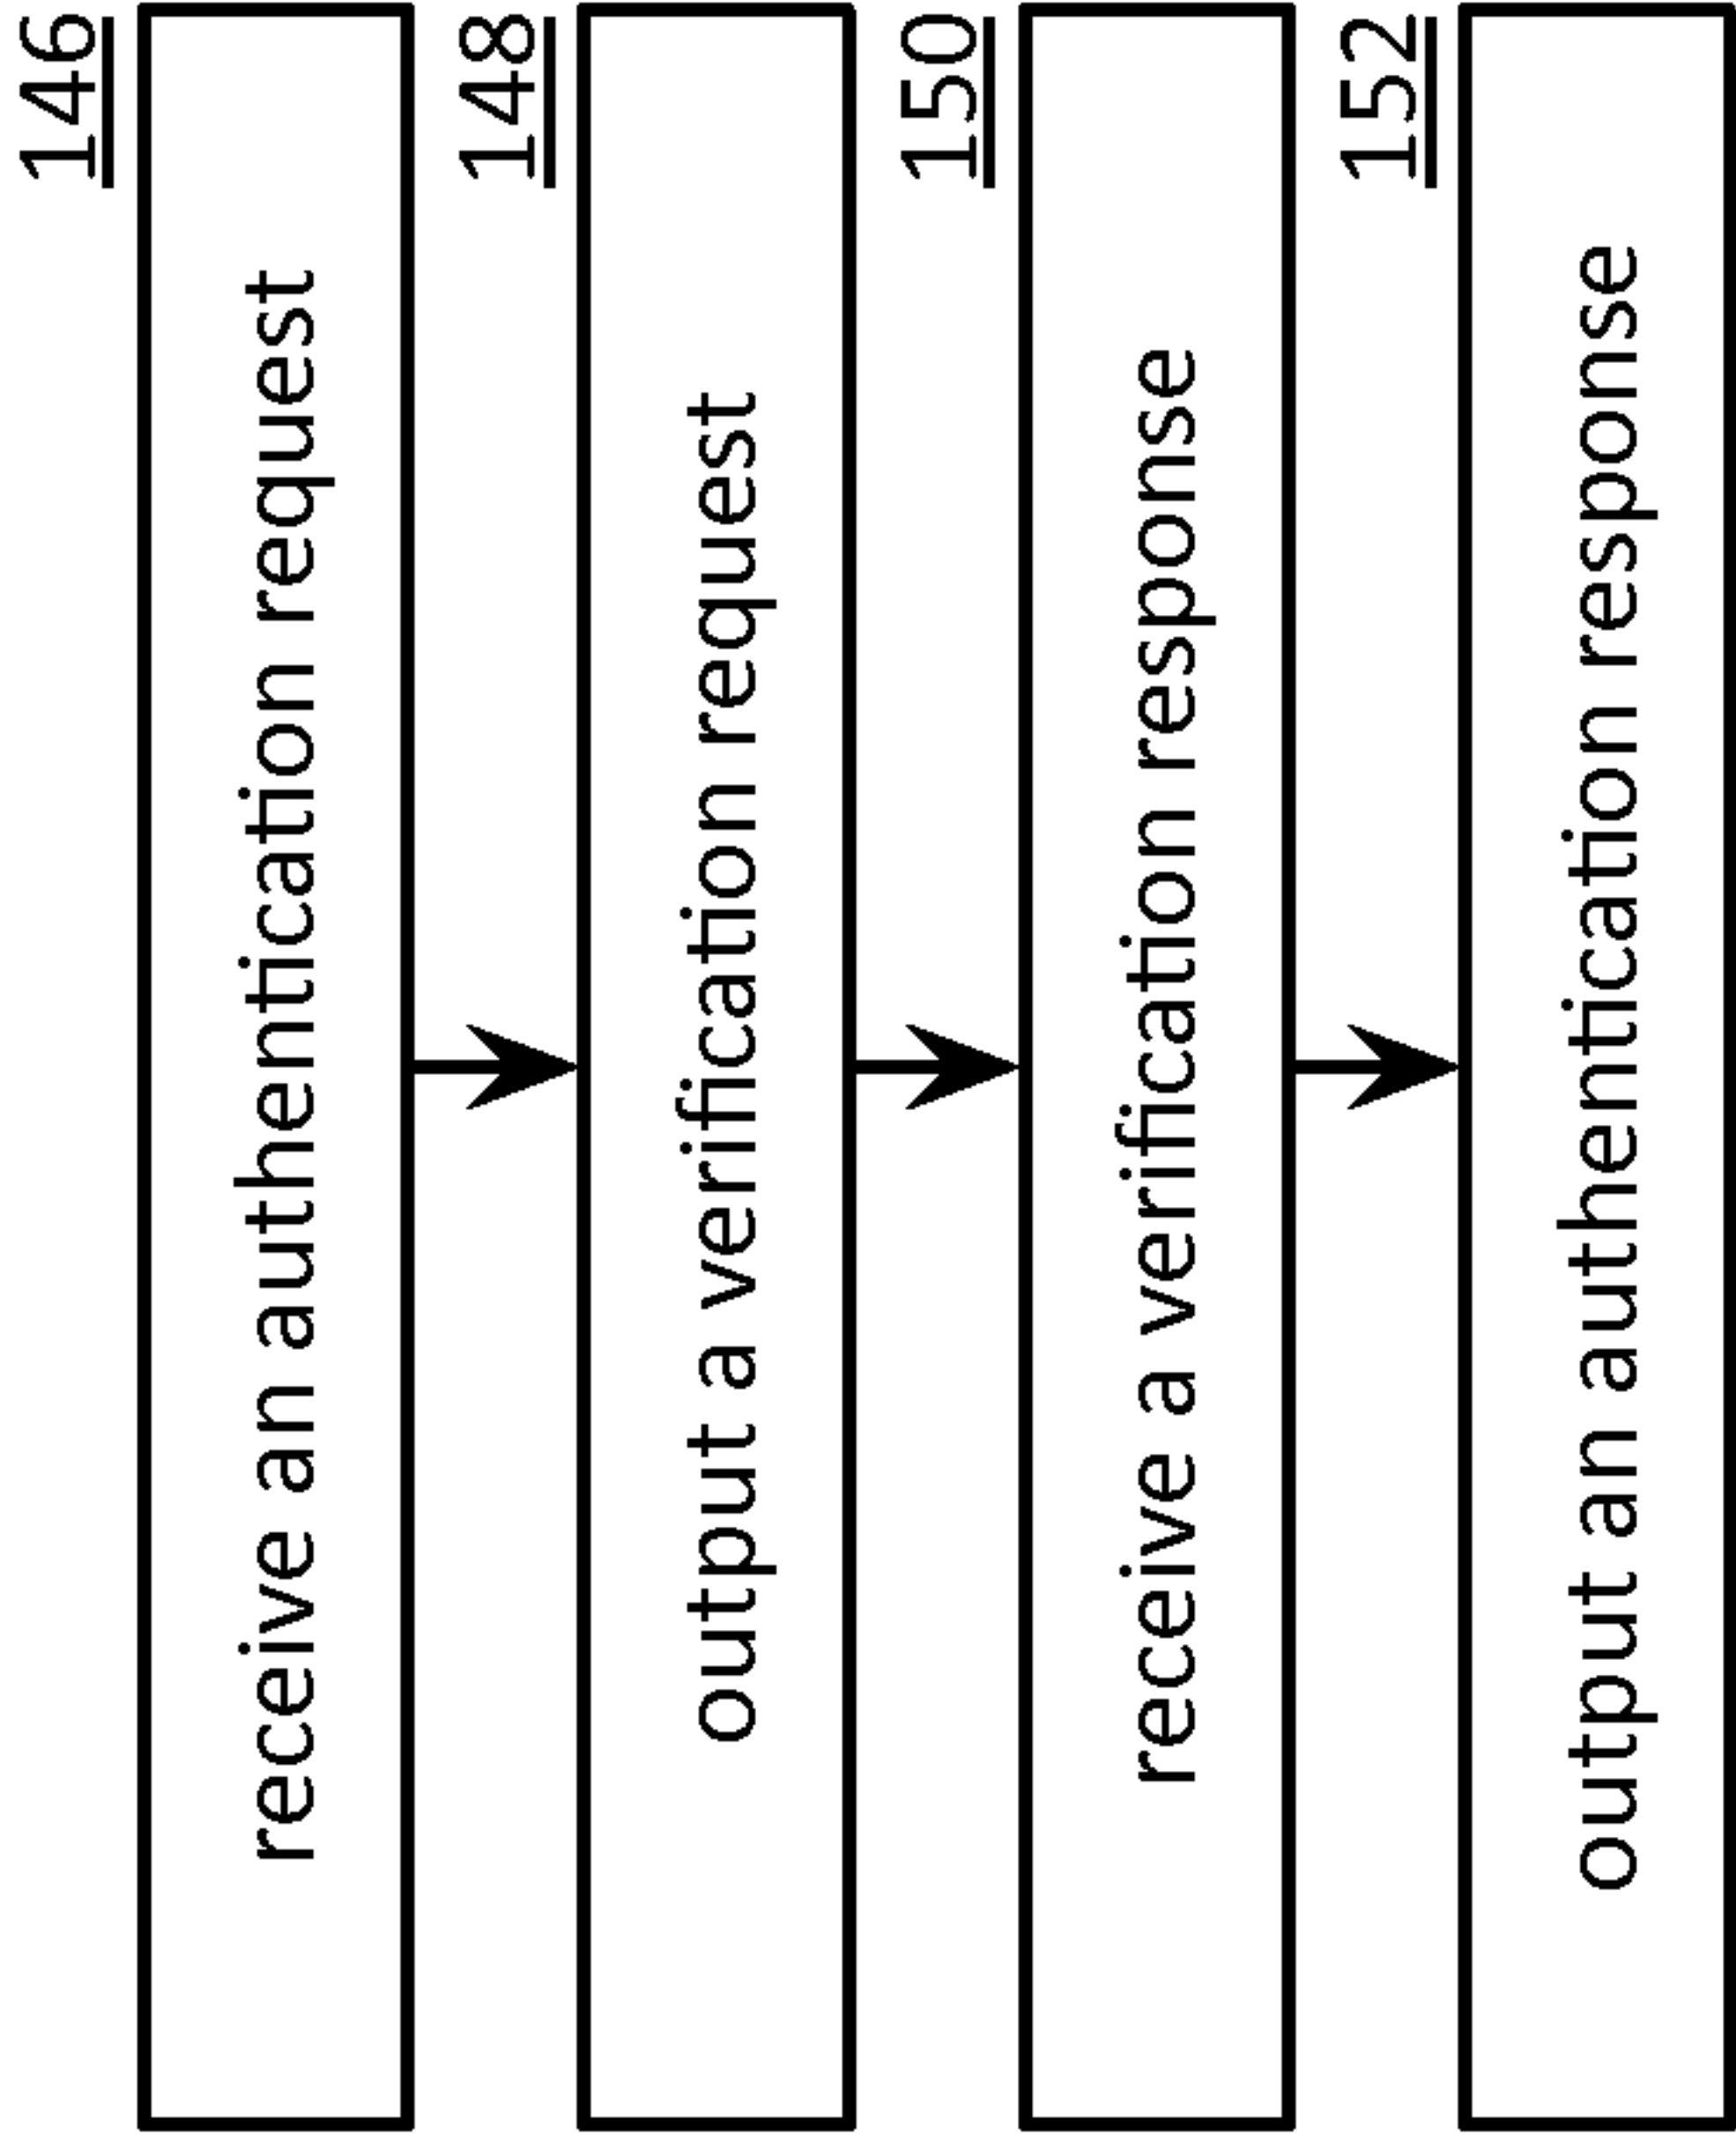 146
receive an authentication request
148
output a verification request
150
receive a verification response
152
output an authentication response